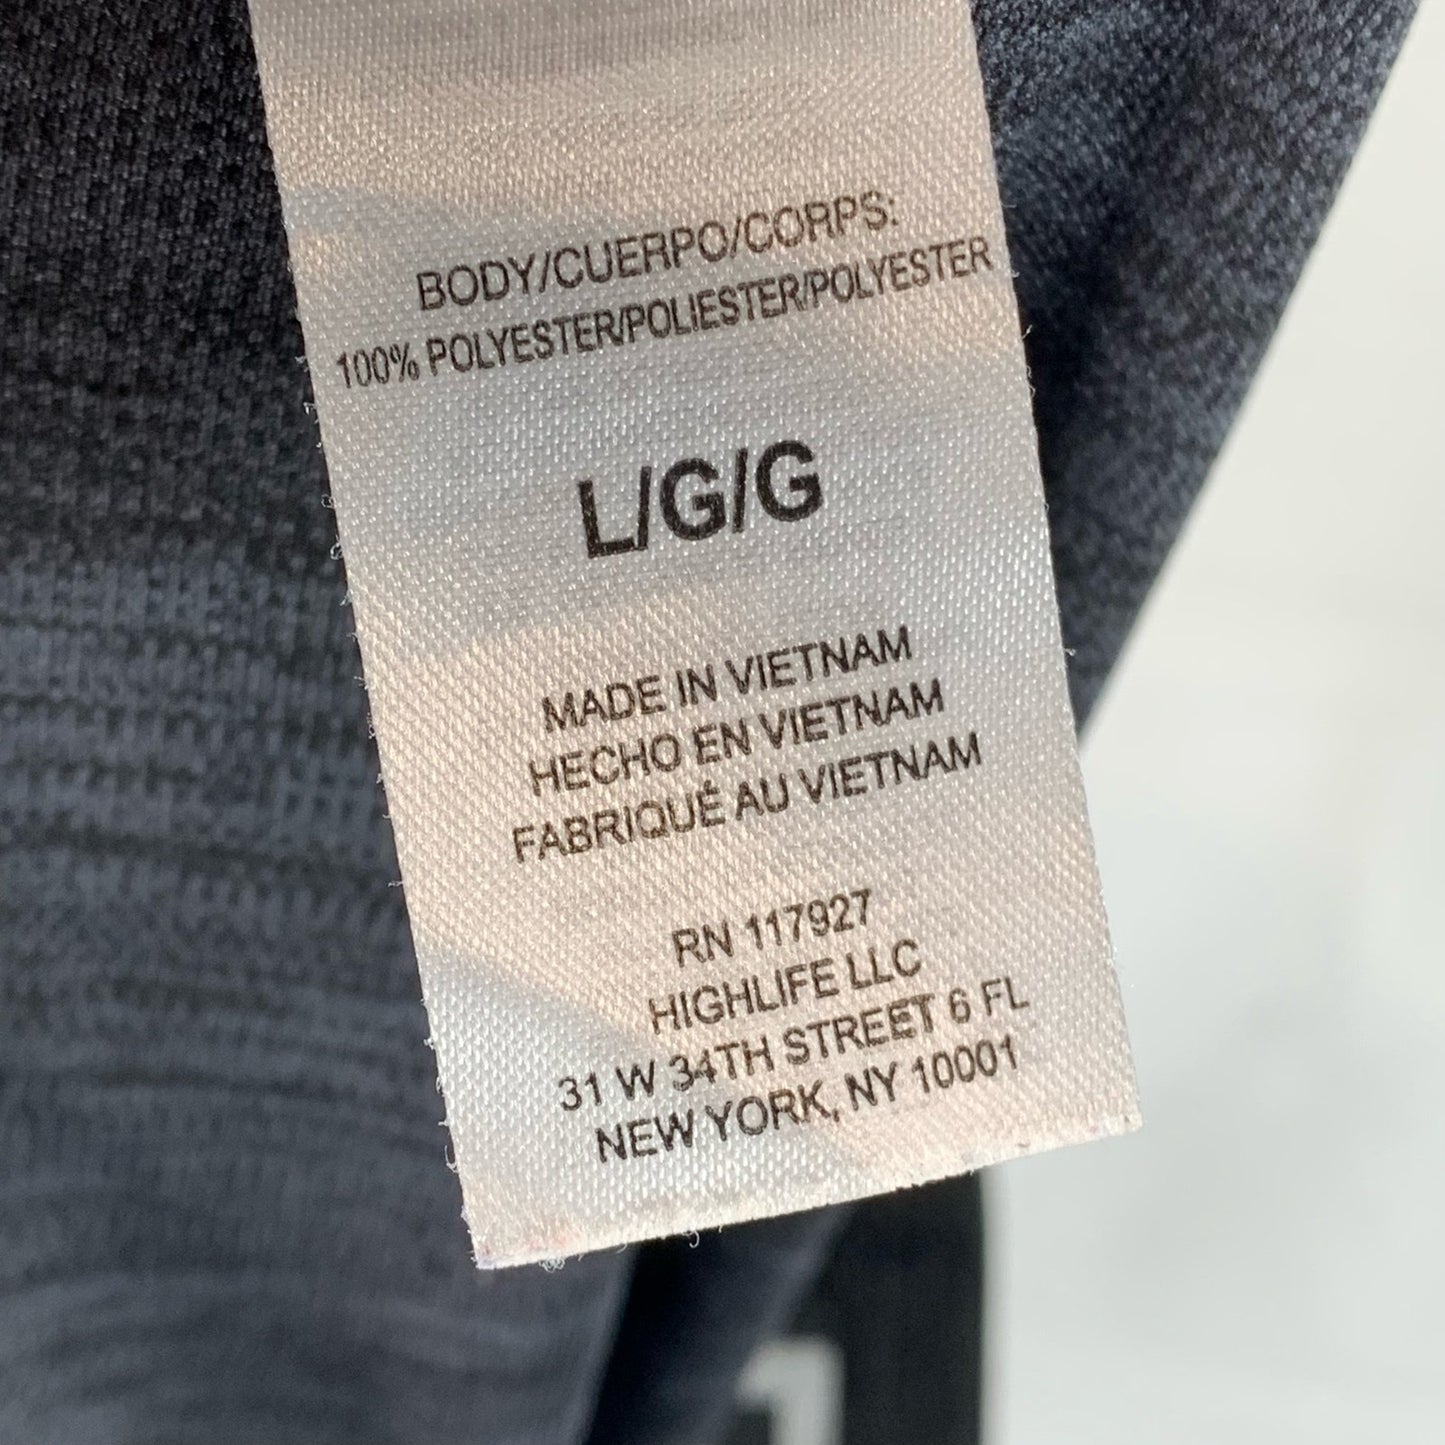 BODY/CUERPO/CORPS:
100% POLYESTER/POLIESTER/POLYESTER
L/G/G
MADE IN VIETNAM
HECHO EN VIETNAM
FABRIQUÉ AU VIETNAM
RN 117927
HIGHLIFE LLC
31 W 34TH STREET 6 FL
NEW YORK, NY 10001